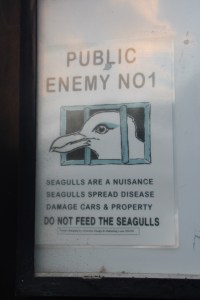 PUBLIC
ENEMY NO1
SEAGULLS ARE A NUISANCE
SEAGULLS SPREAD DISEASE
DAMAGE CARS & PROPERTY
DO NOT FEED THE SEAGULLS